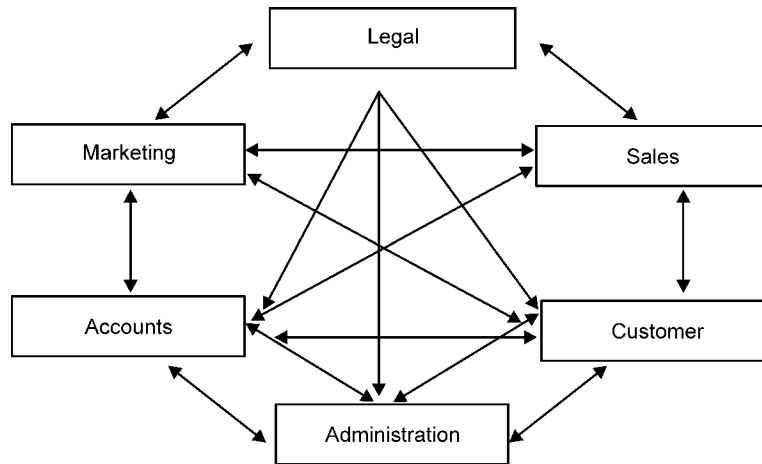 Legal
Marketing
Sales
Accounts
Customer
Administration